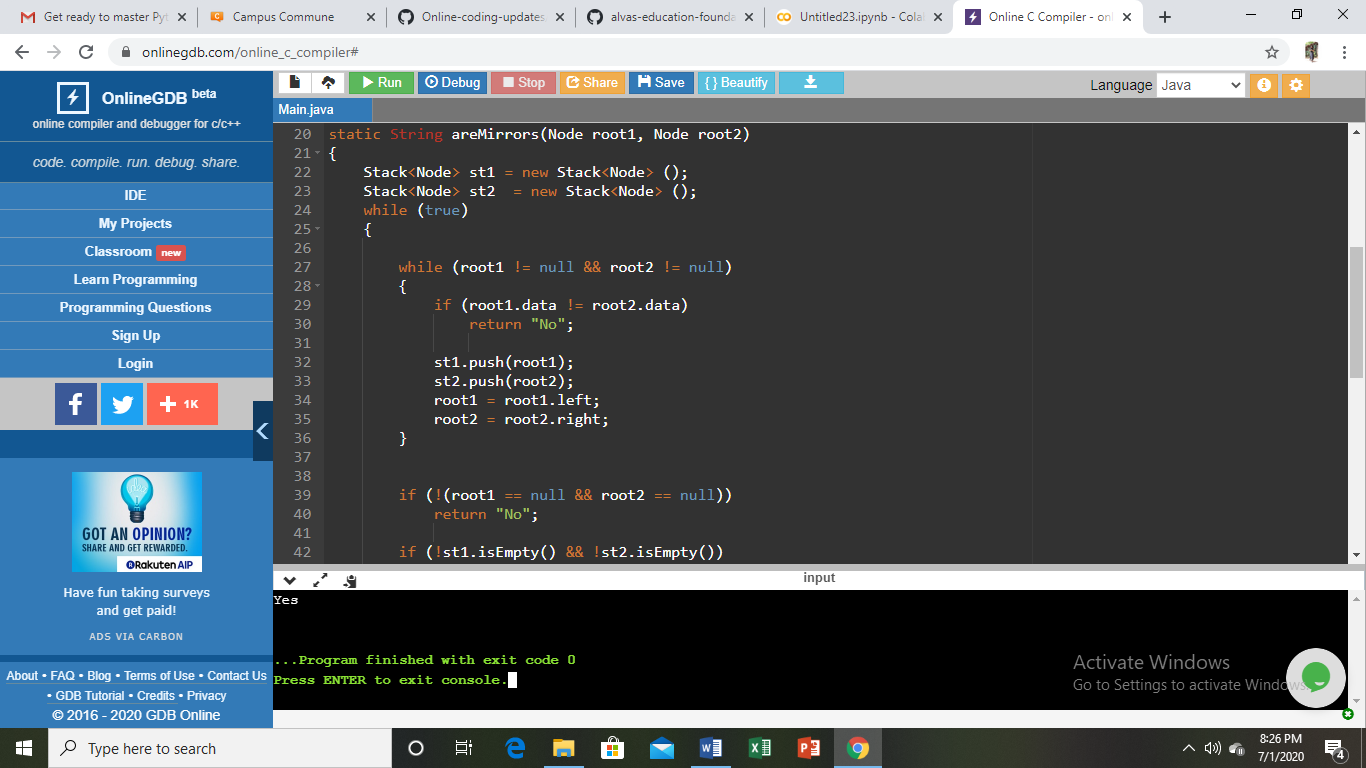 Get ready to master Pyt
Campus Commune
Online-coding-updates
alvas-education-founda
Untitled23.ipynb - Colab
Online C Compiler - onl
onlinegdb.com/online_c_compiler#
OnlineGDB beta
online compiler and debugger for c/c++
code. compile. run. debug. share.
IDE
My Projects
Classroom new
Learn Programming
Programming Questions
Sign Up
Login
1K
GOT AN OPINION?
SHARE AND GET REWARDED.
Rakuten AIP
Have fun taking surveys
and get paid!
ADS VIA CARBON
About • FAQ • Blog • Terms of Use • Contact Us
• GDB Tutorial • Credits • Privacy
© 2016 - 2020 GDB Online
Run Debug Stop Share Save { } Beautify Language Java
Main.java
20 static String areMirrors(Node root1, Node root2)
21 {
22 Stack<Node> st1 = new Stack<Node> ();
23 Stack<Node> st2  = new Stack<Node> ();
24 while (true)
25 {
26
27 while (root1 != null && root2 != null)
28 {
29 if (root1.data != root2.data)
30 return "No";
31
32 st1.push(root1);
33 st2.push(root2);
34 root1 = root1.left;
35 root2 = root2.right;
36 }
37
38
39 if (!(root1 == null && root2 == null))
40 return "No";
41
42 if (!st1.isEmpty() && !st2.isEmpty())
input
Yes
...Program finished with exit code 0
Press ENTER to exit console.
Activate Windows
Go to Settings to activate Windows.
Type here to search
8:26 PM
7/1/2020
4